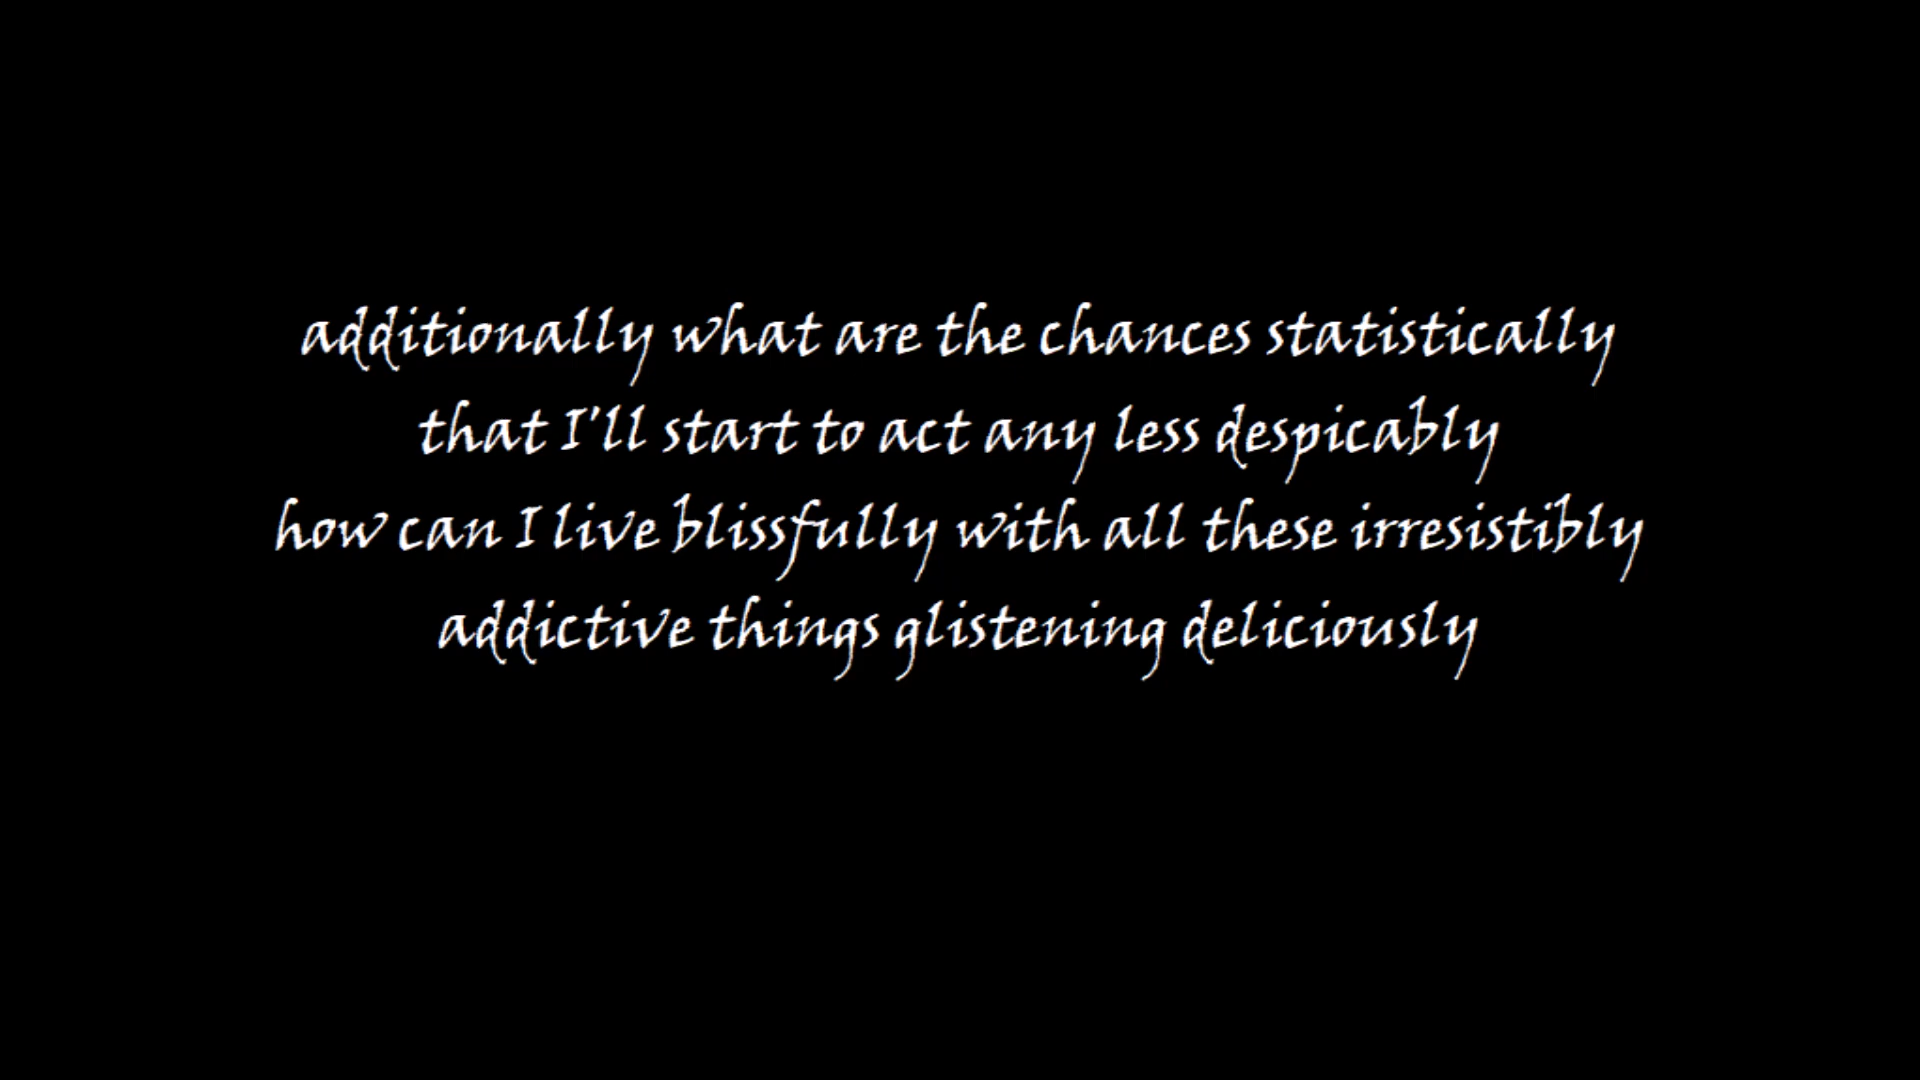 additionally what are the chances statistically
that I'll start to act any less despicably
how can I live blissfully with all these irresistibly
addictive things glistening deliciously